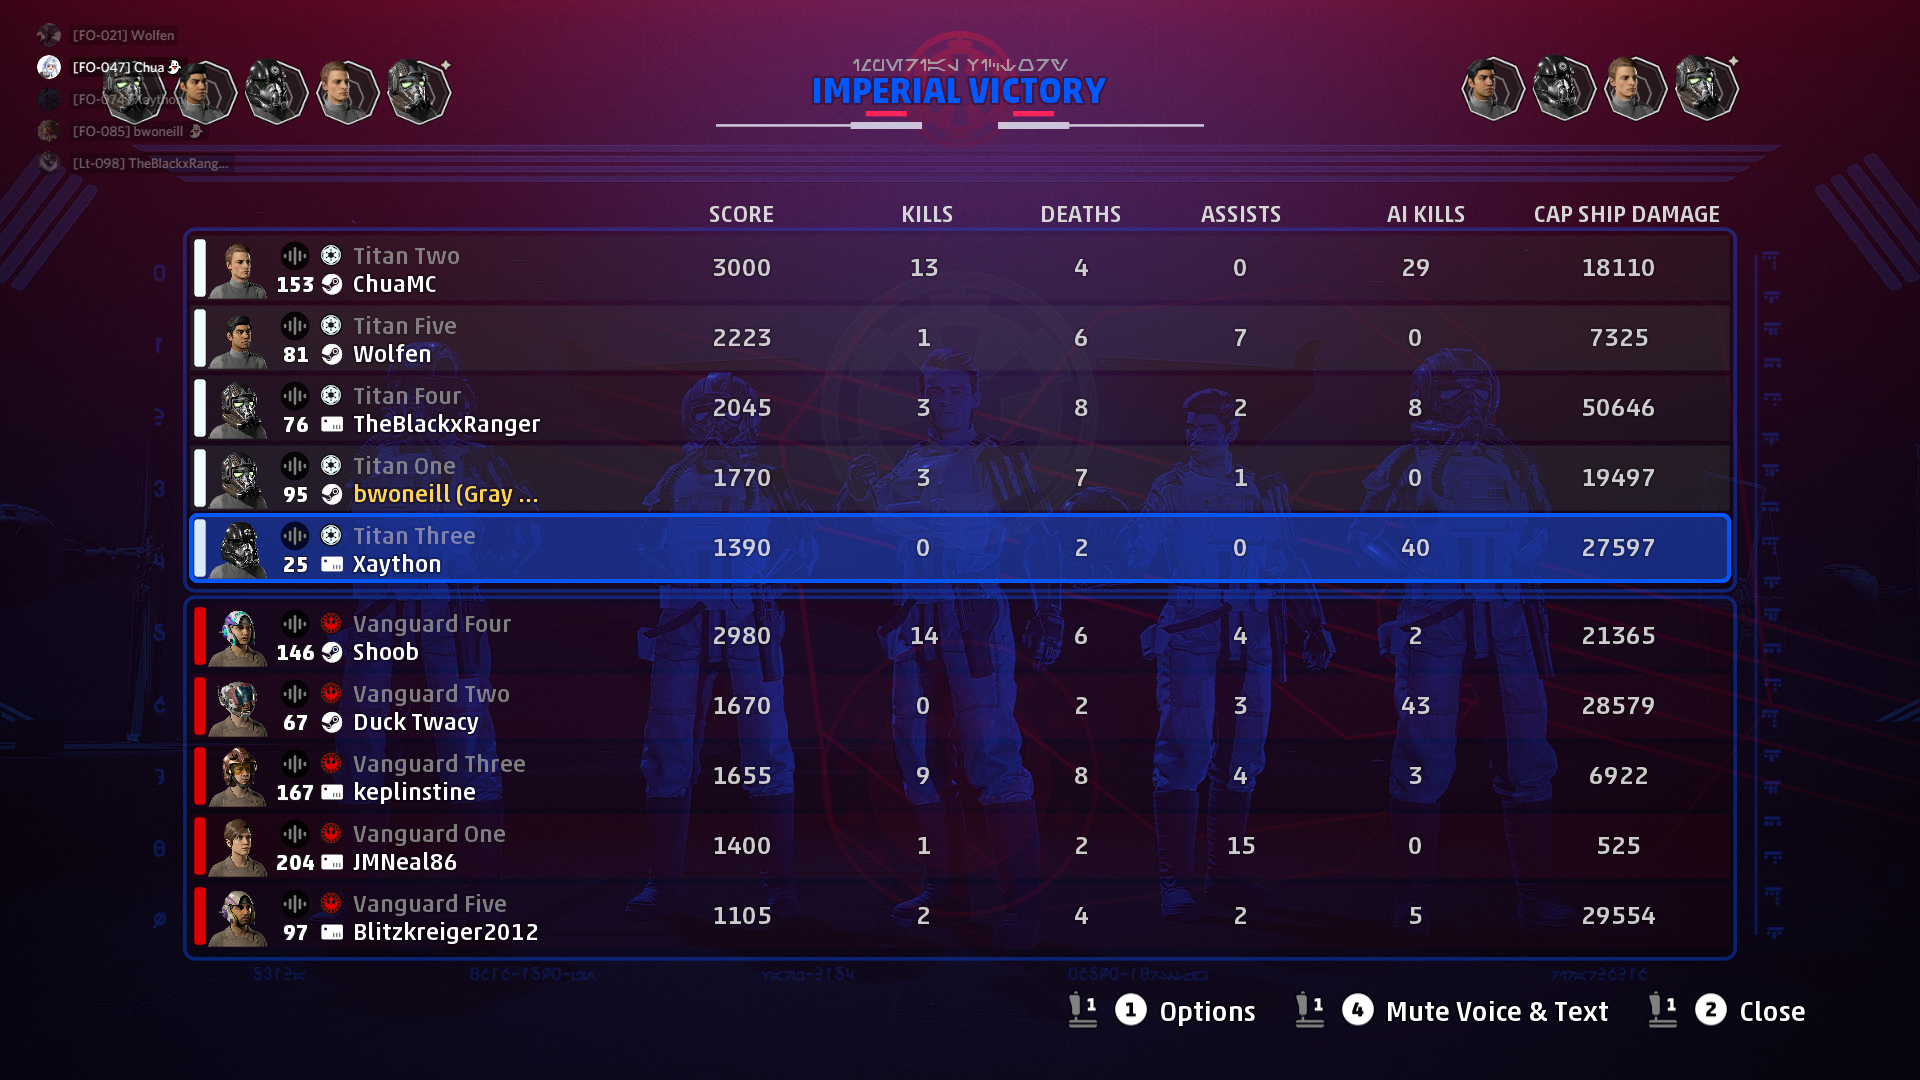 [FO-021] Wolfen
[FO-047] Chua
[FO-074] Xaython
[FO-085] bwoneill
[Lt-098] TheBlackxRang...
IMPERIAL VICTORY
SCORE KILLS DEATHS ASSISTS AI KILLS CAP SHIP DAMAGE
Titan Two
153 ChuaMC 3000 13 4 0 29 18110
Titan Five
81 Wolfen 2223 1 6 7 0 7325
Titan Four
76 TheBlackxRanger 2045 3 8 2 8 50646
Titan One
95 bwoneill (Gray ... 1770 3 7 1 0 19497
Titan Three
25 Xaython 1390 0 2 0 40 27597
Vanguard Four
146 Shoob 2980 14 6 4 2 21365
Vanguard Two
67 Duck Twacy 1670 0 2 3 43 28579
Vanguard Three
167 keplinstine 1655 9 8 4 3 6922
Vanguard One
204 JMNeal86 1400 1 2 15 0 525
Vanguard Five
97 Blitzkreiger2012 1105 2 4 2 5 29554
1 1 Options 1 4 Mute Voice & Text 1 2 Close